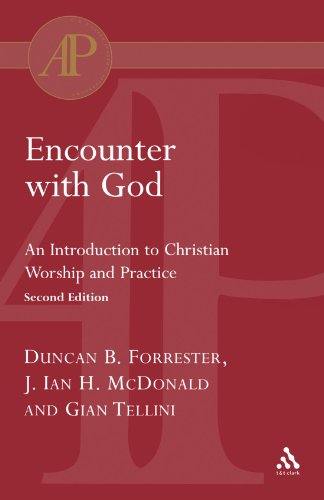 AP
Encounter
with God
An Introduction to Christian
Worship and Practice
Second Edition
DUNCAN B. FORRESTER,
J. IAN H. MCDONALD
AND GIAN TELLINI
t&t clark